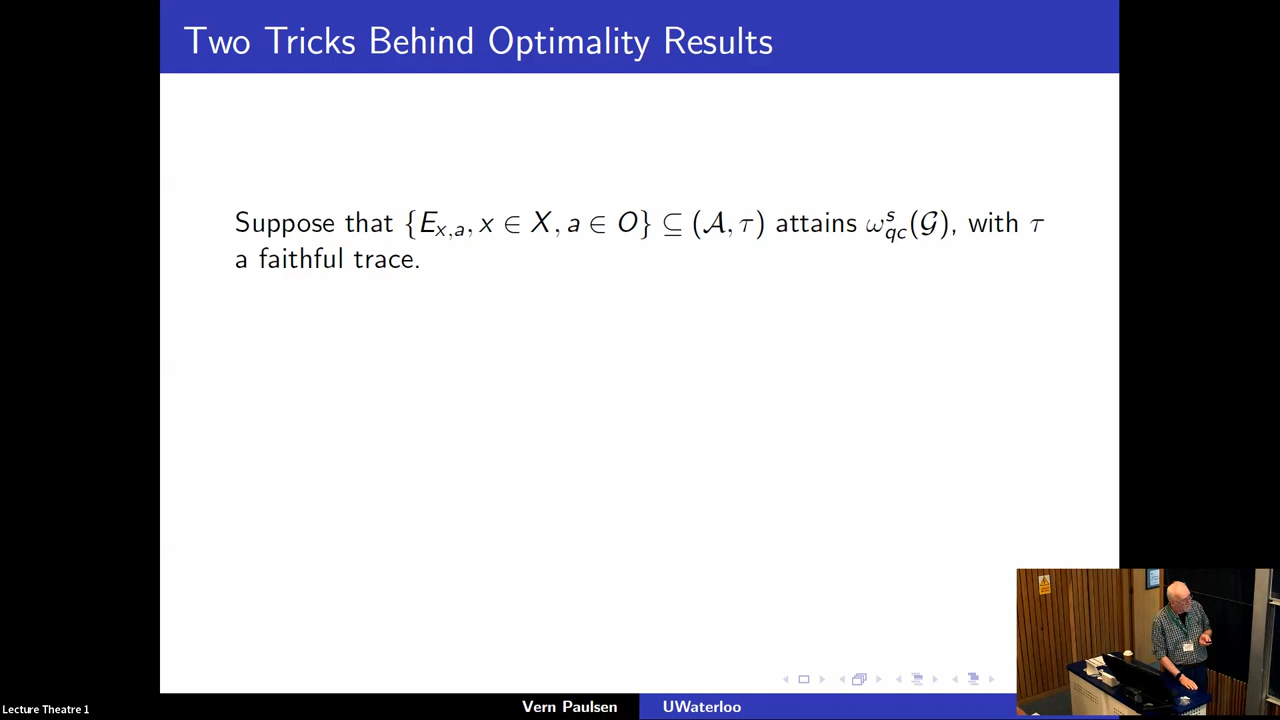 Two Tricks Behind Optimality Results
Suppose that {E_{x,a}, x ∈ X, a ∈ O} ⊆ (𝒜, τ) attains ω^s_{qc}(𝒢), with τ
a faithful trace.
Vern Paulsen
UWaterloo
Lecture Theatre 1